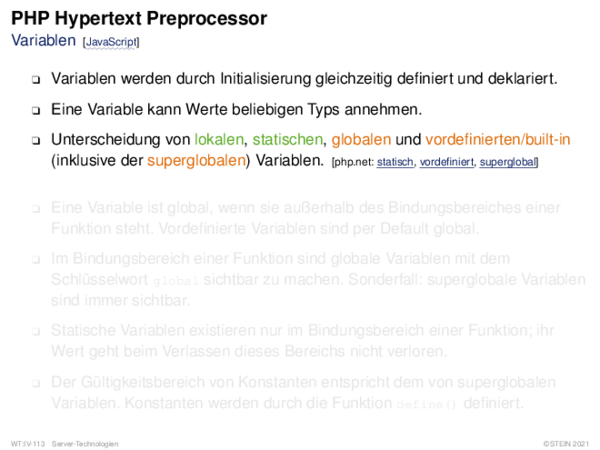 PHP Hypertext Preprocessor
Variablen [JavaScript]
❑ Variablen werden durch Initialisierung gleichzeitig definiert und deklariert.
❑ Eine Variable kann Werte beliebigen Typs annehmen.
❑ Unterscheidung von lokalen, statischen, globalen und vordefinierten/built-in
(inklusive der superglobalen) Variablen. [php.net: statisch, vordefiniert, superglobal]
❑ Eine Variable ist global, wenn sie außerhalb des Bindungsbereiches einer
Funktion steht. Vordefinierte Variablen sind per Default global.
❑ Im Bindungsbereich einer Funktion sind globale Variablen mit dem
Schlüsselwort global sichtbar zu machen. Sonderfall: superglobale Variablen
sind immer sichtbar.
❑ Statische Variablen existieren nur im Bindungsbereich einer Funktion; ihr
Wert geht beim Verlassen dieses Bereichs nicht verloren.
❑ Der Gültigkeitsbereich von Konstanten entspricht dem von superglobalen
Variablen. Konstanten werden durch die Funktion define() definiert.
WT:IV-113 Server-Technologien ©STEIN 2021